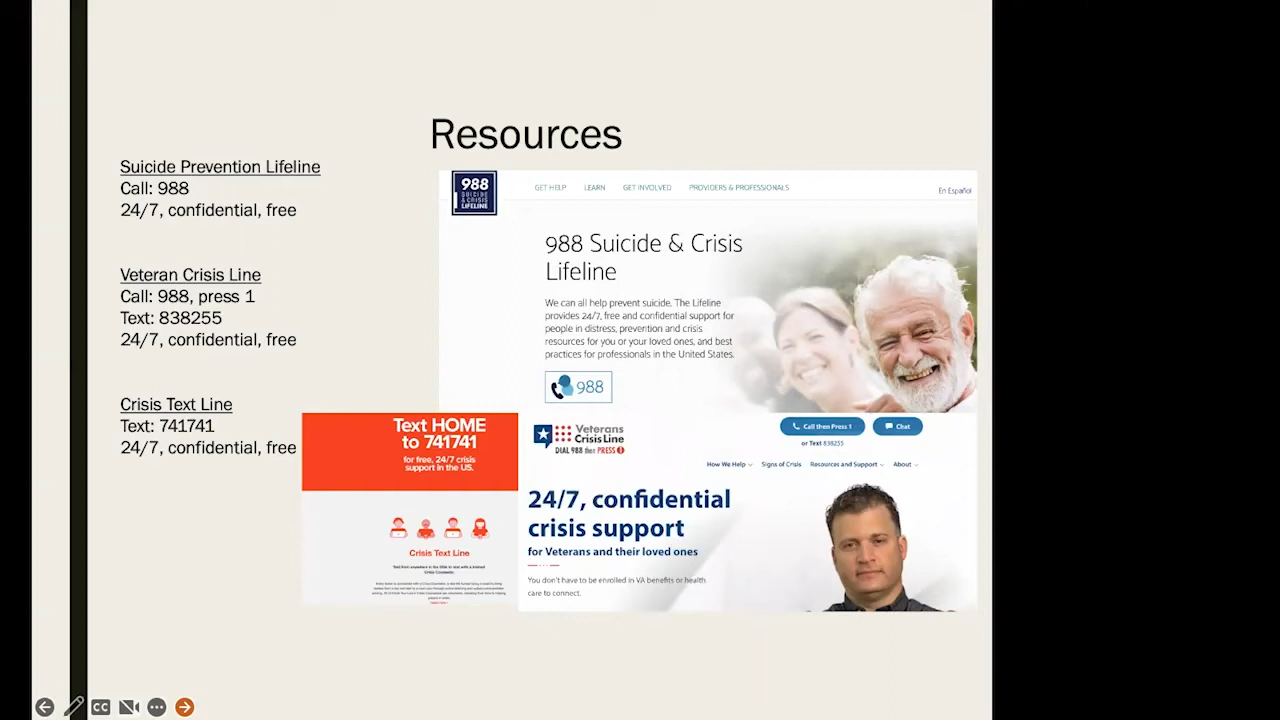 Resources
Suicide Prevention Lifeline
Call: 988
24/7, confidential, free
Veteran Crisis Line
Call: 988, press 1
Text: 838255
24/7, confidential, free
Crisis Text Line
Text: 741741
24/7, confidential, free
988
SUICIDE
& CRISIS
LIFELINE
GET HELP
LEARN
GET INVOLVED
PROVIDERS & PROFESSIONALS
En Español
988 Suicide & Crisis
Lifeline
We can all help prevent suicide. The Lifeline
provides 24/7, free and confidential support for
people in distress, prevention and crisis
resources for you or your loved ones, and best
practices for professionals in the United States.
988
Text HOME
to 741741
for free, 24/7 crisis
support in the US.
Crisis Text Line
Veterans
Crisis Line
DIAL 988 then PRESS 1
Call then Press 1
Chat
or Text 838255
How We Help
Signs of Crisis
Resources and Support
About
24/7, confidential
crisis support
for Veterans and their loved ones
You don't have to be enrolled in VA benefits or health
care to connect.
CC